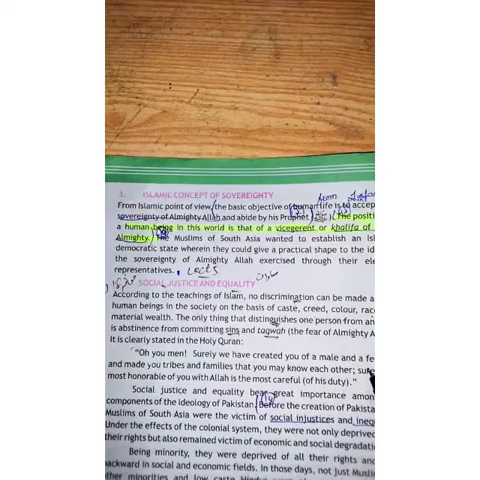 3. ISLAMIC CONCEPT OF SOVEREIGNTY
From Islamic point of view, the basic objective of human life is to accep
sovereignty of Almighty Allah and abide by his Prophet The positi
a human being in this world is that of a vicegerent or khalifa of
Almighty. The Muslims of South Asia wanted to establish an Isl
democratic state wherein they could give a practical shape to the id
the sovereignty of Almighty Allah exercised through their ele
representatives.
SOCIAL JUSTICE AND EQUALITY
According to the teachings of Islam, no discrimination can be made a
human beings in the society on the basis of caste, creed, colour, rac
material wealth. The only thing that distinguishes one person from an
is abstinence from committing sins and taqwah (the fear of Almighty A
It is clearly stated in the Holy Quran:
"Oh you men! Surely we have created you of a male and a fe
and made you tribes and families that you may know each other; sure
most honorable of you with Allah is the most careful (of his duty)."
Social justice and equality bear great importance amon
components of the Ideology of Pakistan. Before the creation of Pakista
Muslims of South Asia were the victim of social injustices and inequ
Under the effects of the colonial system, they were not only deprived
their rights but also remained victim of economic and social degradati
Being minority, they were deprived of all their rights and
backward in social and economic fields. In those days, not just Musli
other minorities and low caste